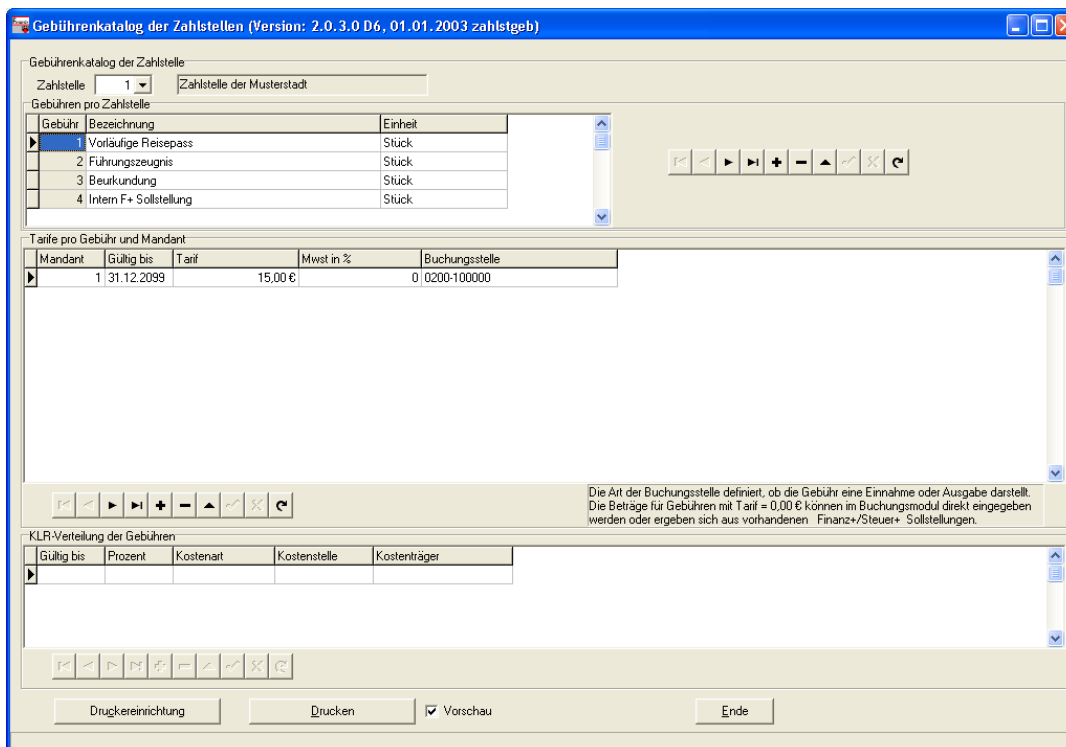 Gebührenkatalog der Zahlstellen (Version: 2.0.3.0 D6, 01.01.2003 zahlstgeb)
Gebührenkatalog der Zahlstelle
Zahlstelle 1 Zahlstelle der Musterstadt
Gebühren pro Zahlstelle
Gebühr Bezeichnung Einheit
1 Vorläufige Reisepass Stück
2 Führungszeugnis Stück
3 Beurkundung Stück
4 Intern F+ Sollstellung Stück
Tarife pro Gebühr und Mandant
Mandant Gültig bis Tarif Mwst in % Buchungsstelle
1 31.12.2099 15,00 € 0 0200-100000
Die Art der Buchungsstelle definiert, ob die Gebühr eine Einnahme oder Ausgabe darstellt.
Die Beträge für Gebühren mit Tarif = 0,00 € können im Buchungsmodul direkt eingegeben
werden oder ergeben sich aus vorhandenen Finanz+/Steuer+ Sollstellungen.
KLR-Verteilung der Gebühren
Gültig bis Prozent Kostenart Kostenstelle Kostenträger
Druckereinrichtung Drucken Vorschau Ende